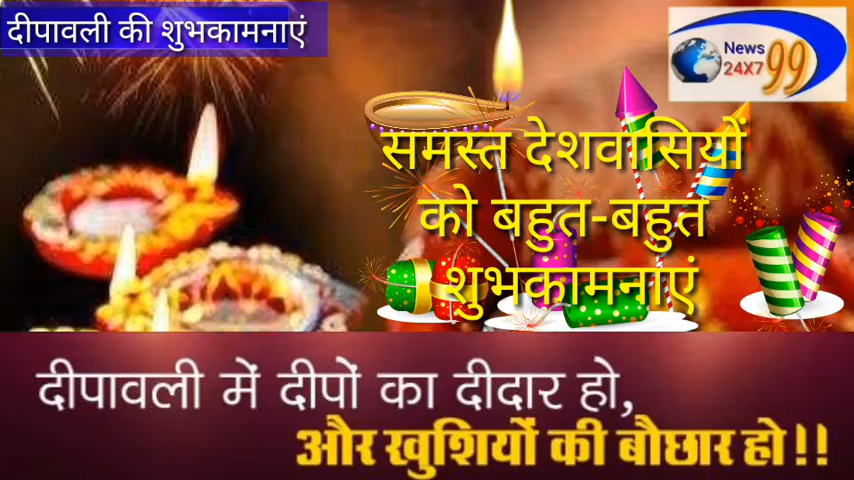 दीपावली की शुभकामनाएं
News
24X7
99
समस्त देशवासियों
को बहुत-बहुत
शुभकामनाएं
दीपावली में दीपों का दीदार हो,
और खुशियों की बौछार हो!!